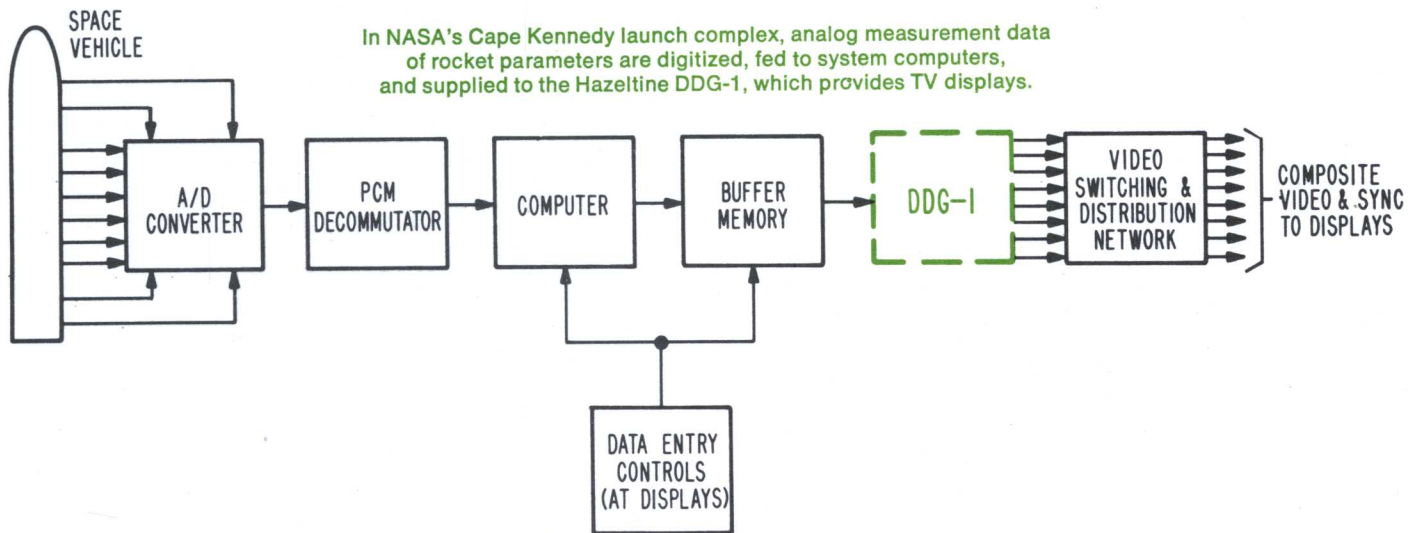 SPACE
VEHICLE
In NASA's Cape Kennedy launch complex, analog measurement data
of rocket parameters are digitized, fed to system computers,
and supplied to the Hazeltine DDG-1, which provides TV displays.
A/D
CONVERTER
PCM
DECOMMUTATOR
COMPUTER
BUFFER
MEMORY
DDG-1
VIDEO
SWITCHING &
DISTRIBUTION
NETWORK
COMPOSITE
VIDEO & SYNC
TO DISPLAYS
DATA ENTRY
CONTROLS
(AT DISPLAYS)